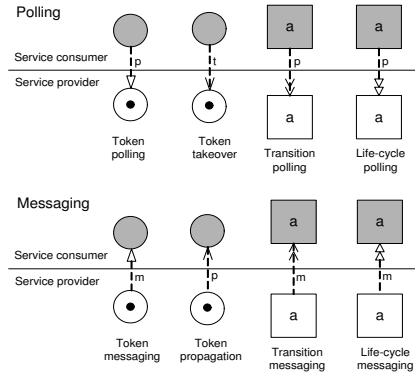 Polling
a
a
Service consumer
p
t
p
p
Service provider
a
a
Token polling
Token takeover
Transition polling
Life-cycle polling
Messaging
a
a
Service consumer
Service provider
m
p
m
m
a
a
Token messaging
Token propagation
Transition messaging
Life-cycle messaging